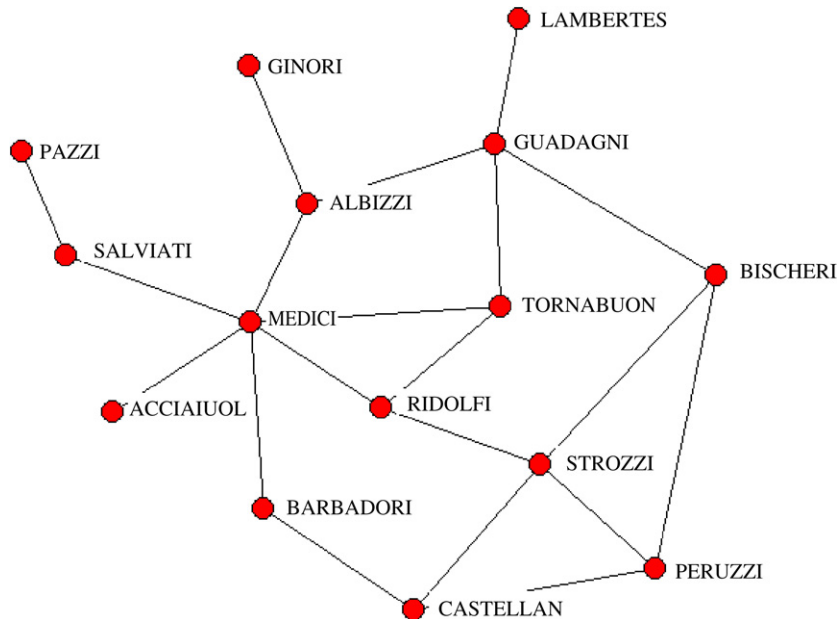 LAMBERTES
GINORI
GUADAGNI
PAZZI
ALBIZZI
SALVIATI
BISCHERI
TORNABUON
MEDICI
RIDOLFI
ACCIAIUOL
STROZZI
BARBADORI
PERUZZI
CASTELLAN